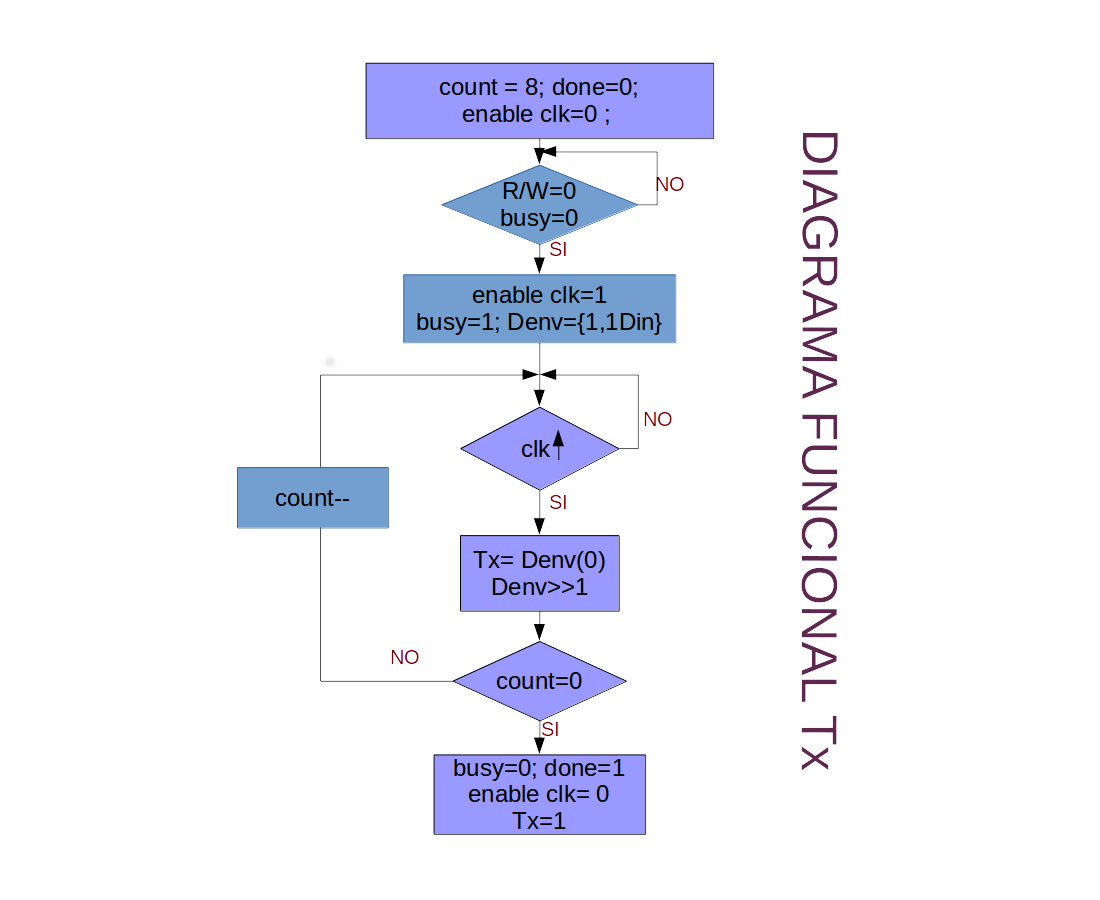 count = 8; done=0;
enable clk=0 ;
R/W=0
busy=0
NO
SI
enable clk=1
busy=1; Denv={1,1Din}
clk
NO
SI
count--
Tx= Denv(0)
Denv>>1
NO
count=0
SI
busy=0; done=1
enable clk= 0
Tx=1
DIAGRAMA FUNCIONAL Tx